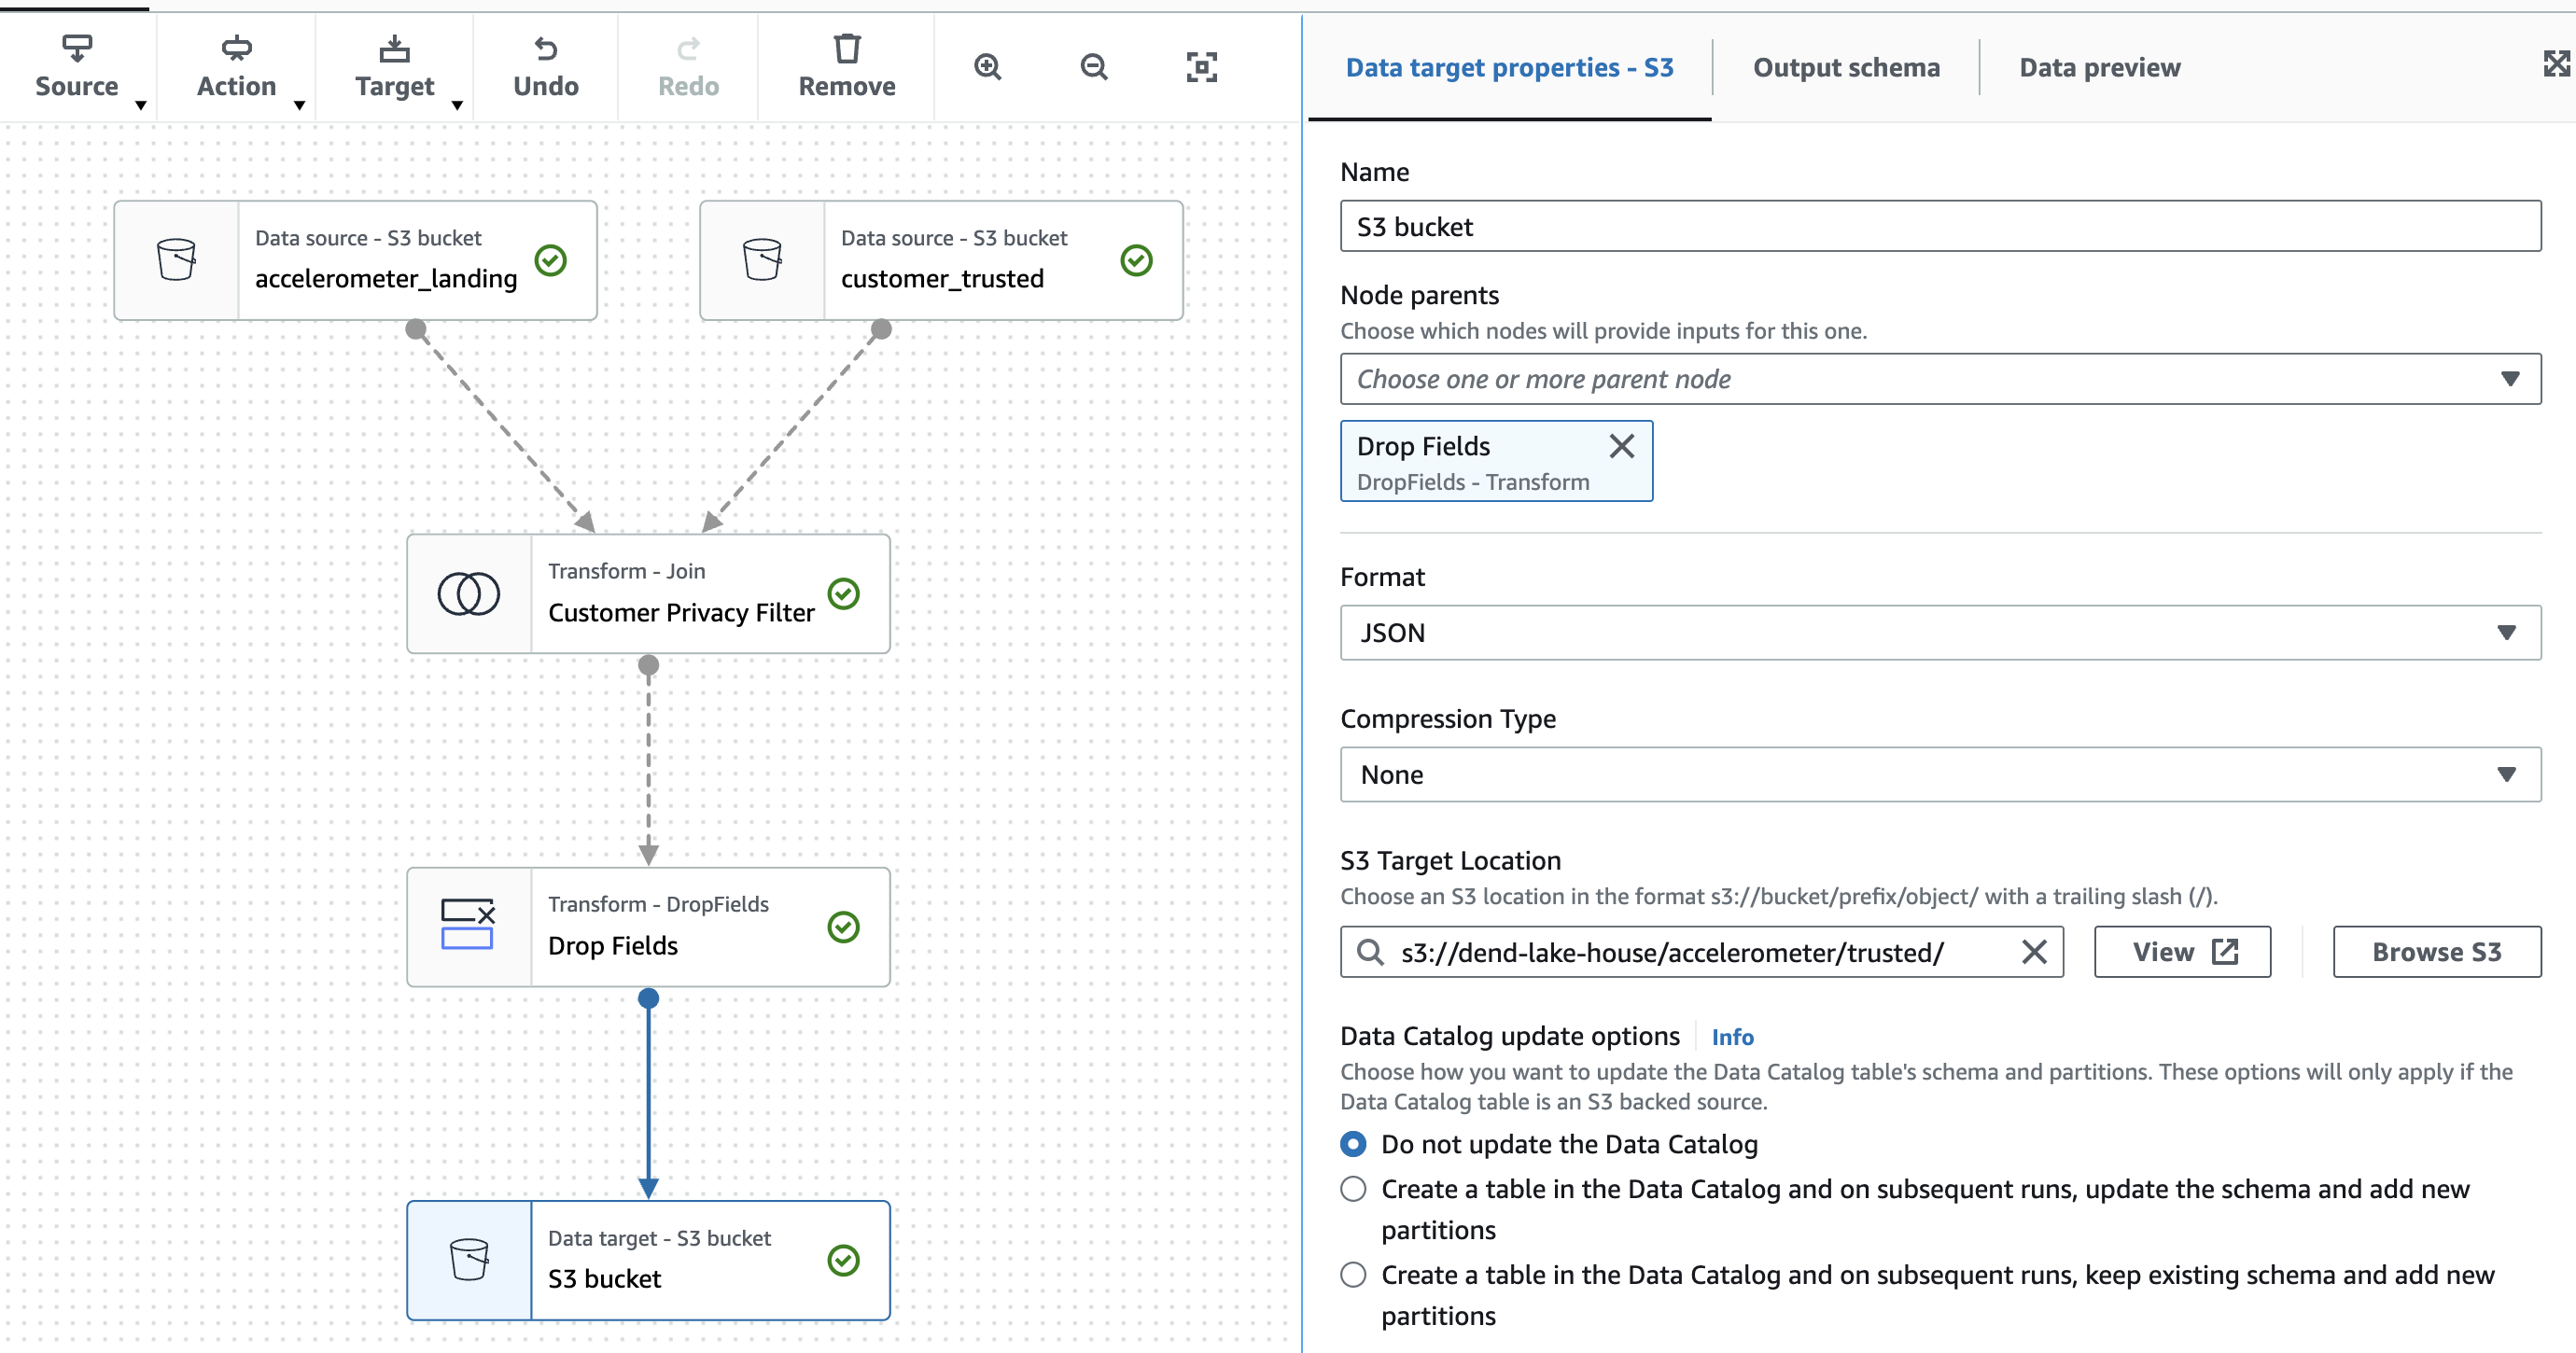 Source
Action
Target
Undo
Redo
Remove
Data source - S3 bucket
accelerometer_landing
Data source - S3 bucket
customer_trusted
Transform - Join
Customer Privacy Filter
Transform - DropFields
Drop Fields
Data target - S3 bucket
S3 bucket
Data target properties - S3
Output schema
Data preview
Name
S3 bucket
Node parents
Choose which nodes will provide inputs for this one.
Choose one or more parent node
Drop Fields
DropFields - Transform
Format
JSON
Compression Type
None
S3 Target Location
Choose an S3 location in the format s3://bucket/prefix/object/ with a trailing slash (/).
s3://dend-lake-house/accelerometer/trusted/
View
Browse S3
Data Catalog update options
Info
Choose how you want to update the Data Catalog table's schema and partitions. These options will only apply if the
Data Catalog table is an S3 backed source.
Do not update the Data Catalog
Create a table in the Data Catalog and on subsequent runs, update the schema and add new
partitions
Create a table in the Data Catalog and on subsequent runs, keep existing schema and add new
partitions